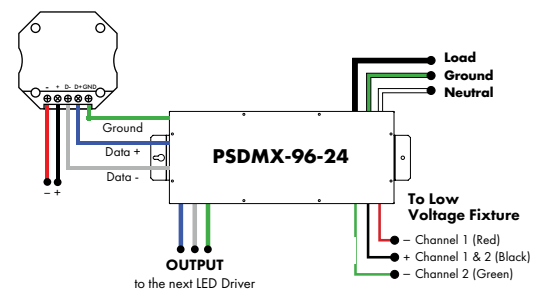 - + D- D+ GND
Load
Ground
Neutral
Ground
Data +
Data -
PSDMX-96-24
– +
To Low
Voltage Fixture
– Channel 1 (Red)
+ Channel 1 & 2 (Black)
– Channel 2 (Green)
OUTPUT
to the next LED Driver